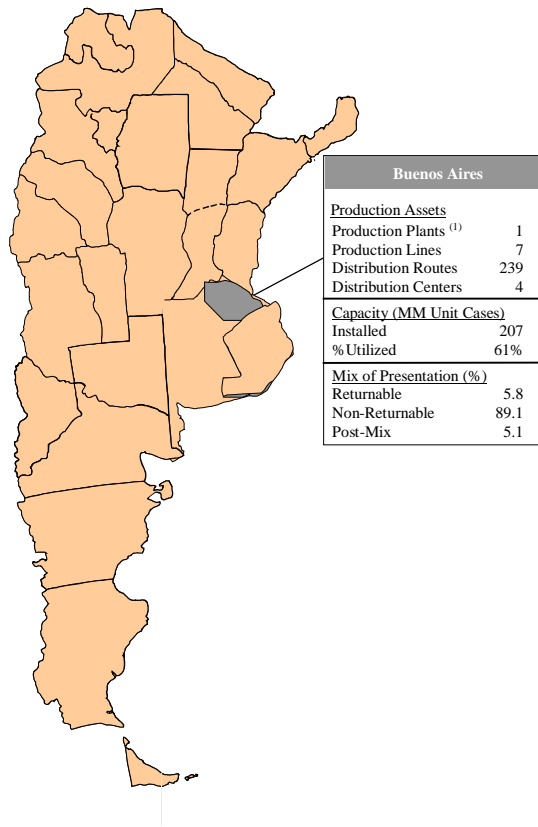 Buenos Aires
Production Assets
Production Plants (1) 1
Production Lines 7
Distribution Routes 239
Distribution Centers 4
Capacity (MM Unit Cases)
Installed 207
%Utilized 61%
Mix of Presentation (%)
Returnable 5.8
Non-Returnable 89.1
Post-Mix 5.1